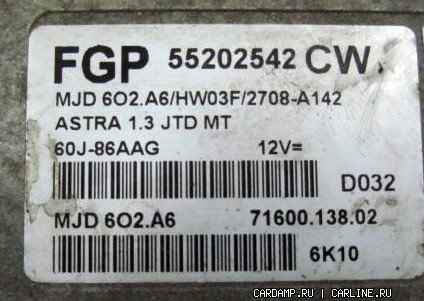 FGP 55202542 CW
MJD 6O2.A6/HW03F/2708-A142
ASTRA 1.3 JTD MT
60J-86AAG 12V=
D032
MJD 6O2.A6 71600.138.02
6K10
CARDAMP.RU | CARLINE.RU